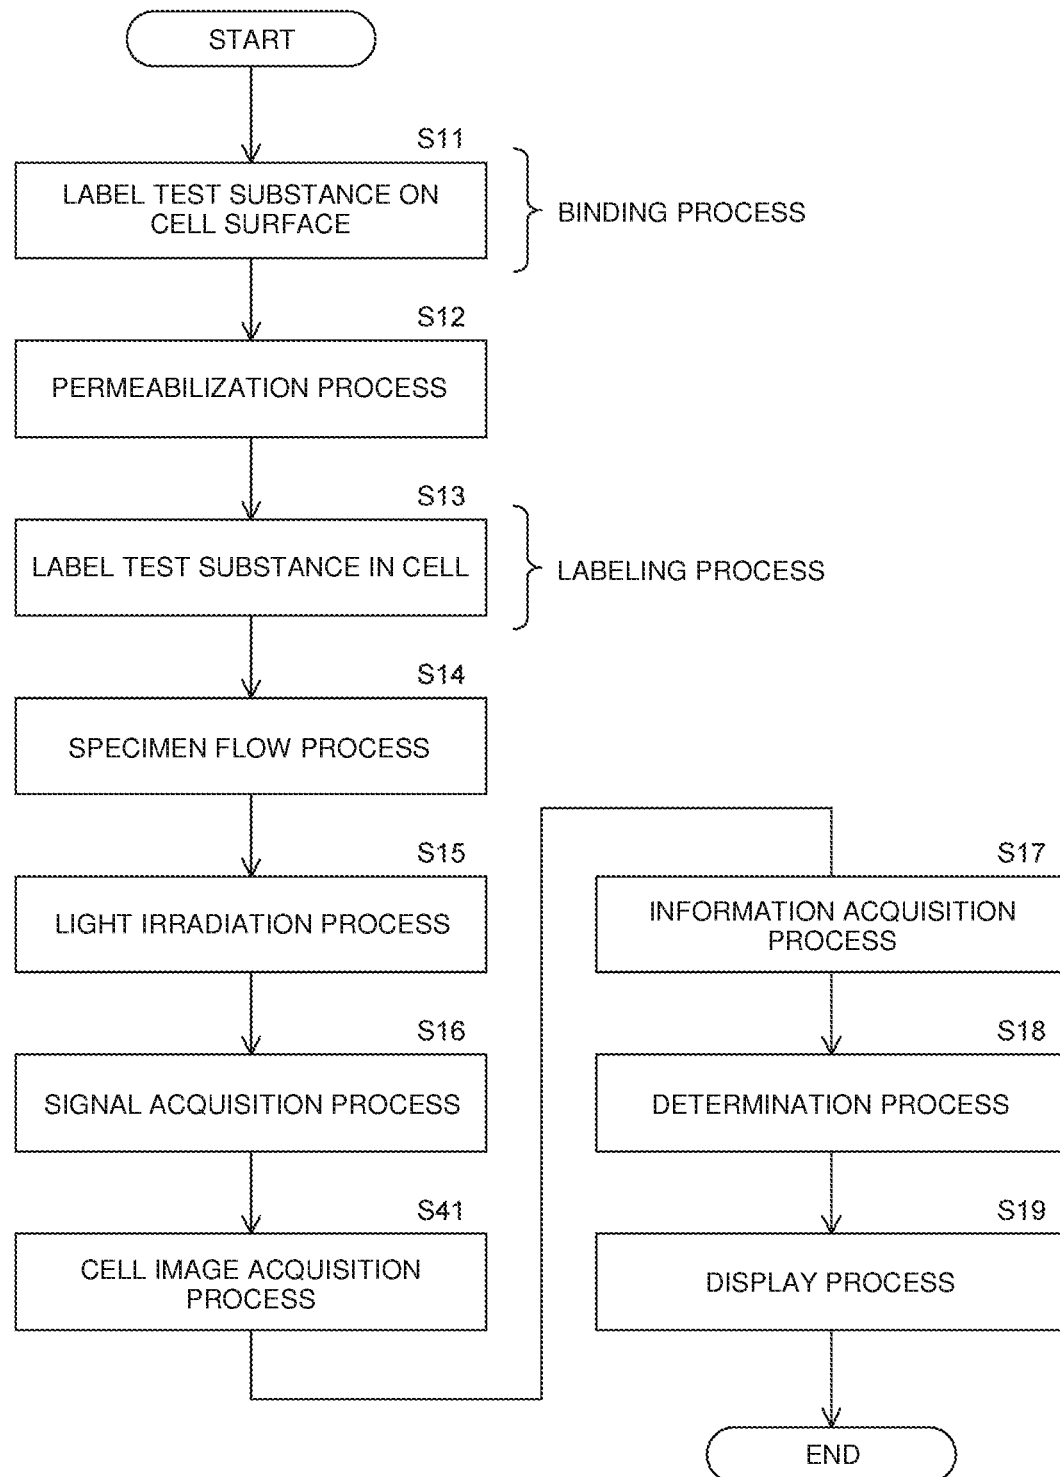 START
S11
LABEL TEST SUBSTANCE ON
CELL SURFACE
BINDING PROCESS
S12
PERMEABILIZATION PROCESS
S13
LABEL TEST SUBSTANCE IN CELL
LABELING PROCESS
S14
SPECIMEN FLOW PROCESS
S15
LIGHT IRRADIATION PROCESS
S16
SIGNAL ACQUISITION PROCESS
S41
CELL IMAGE ACQUISITION
PROCESS
S17
INFORMATION ACQUISITION
PROCESS
S18
DETERMINATION PROCESS
S19
DISPLAY PROCESS
END